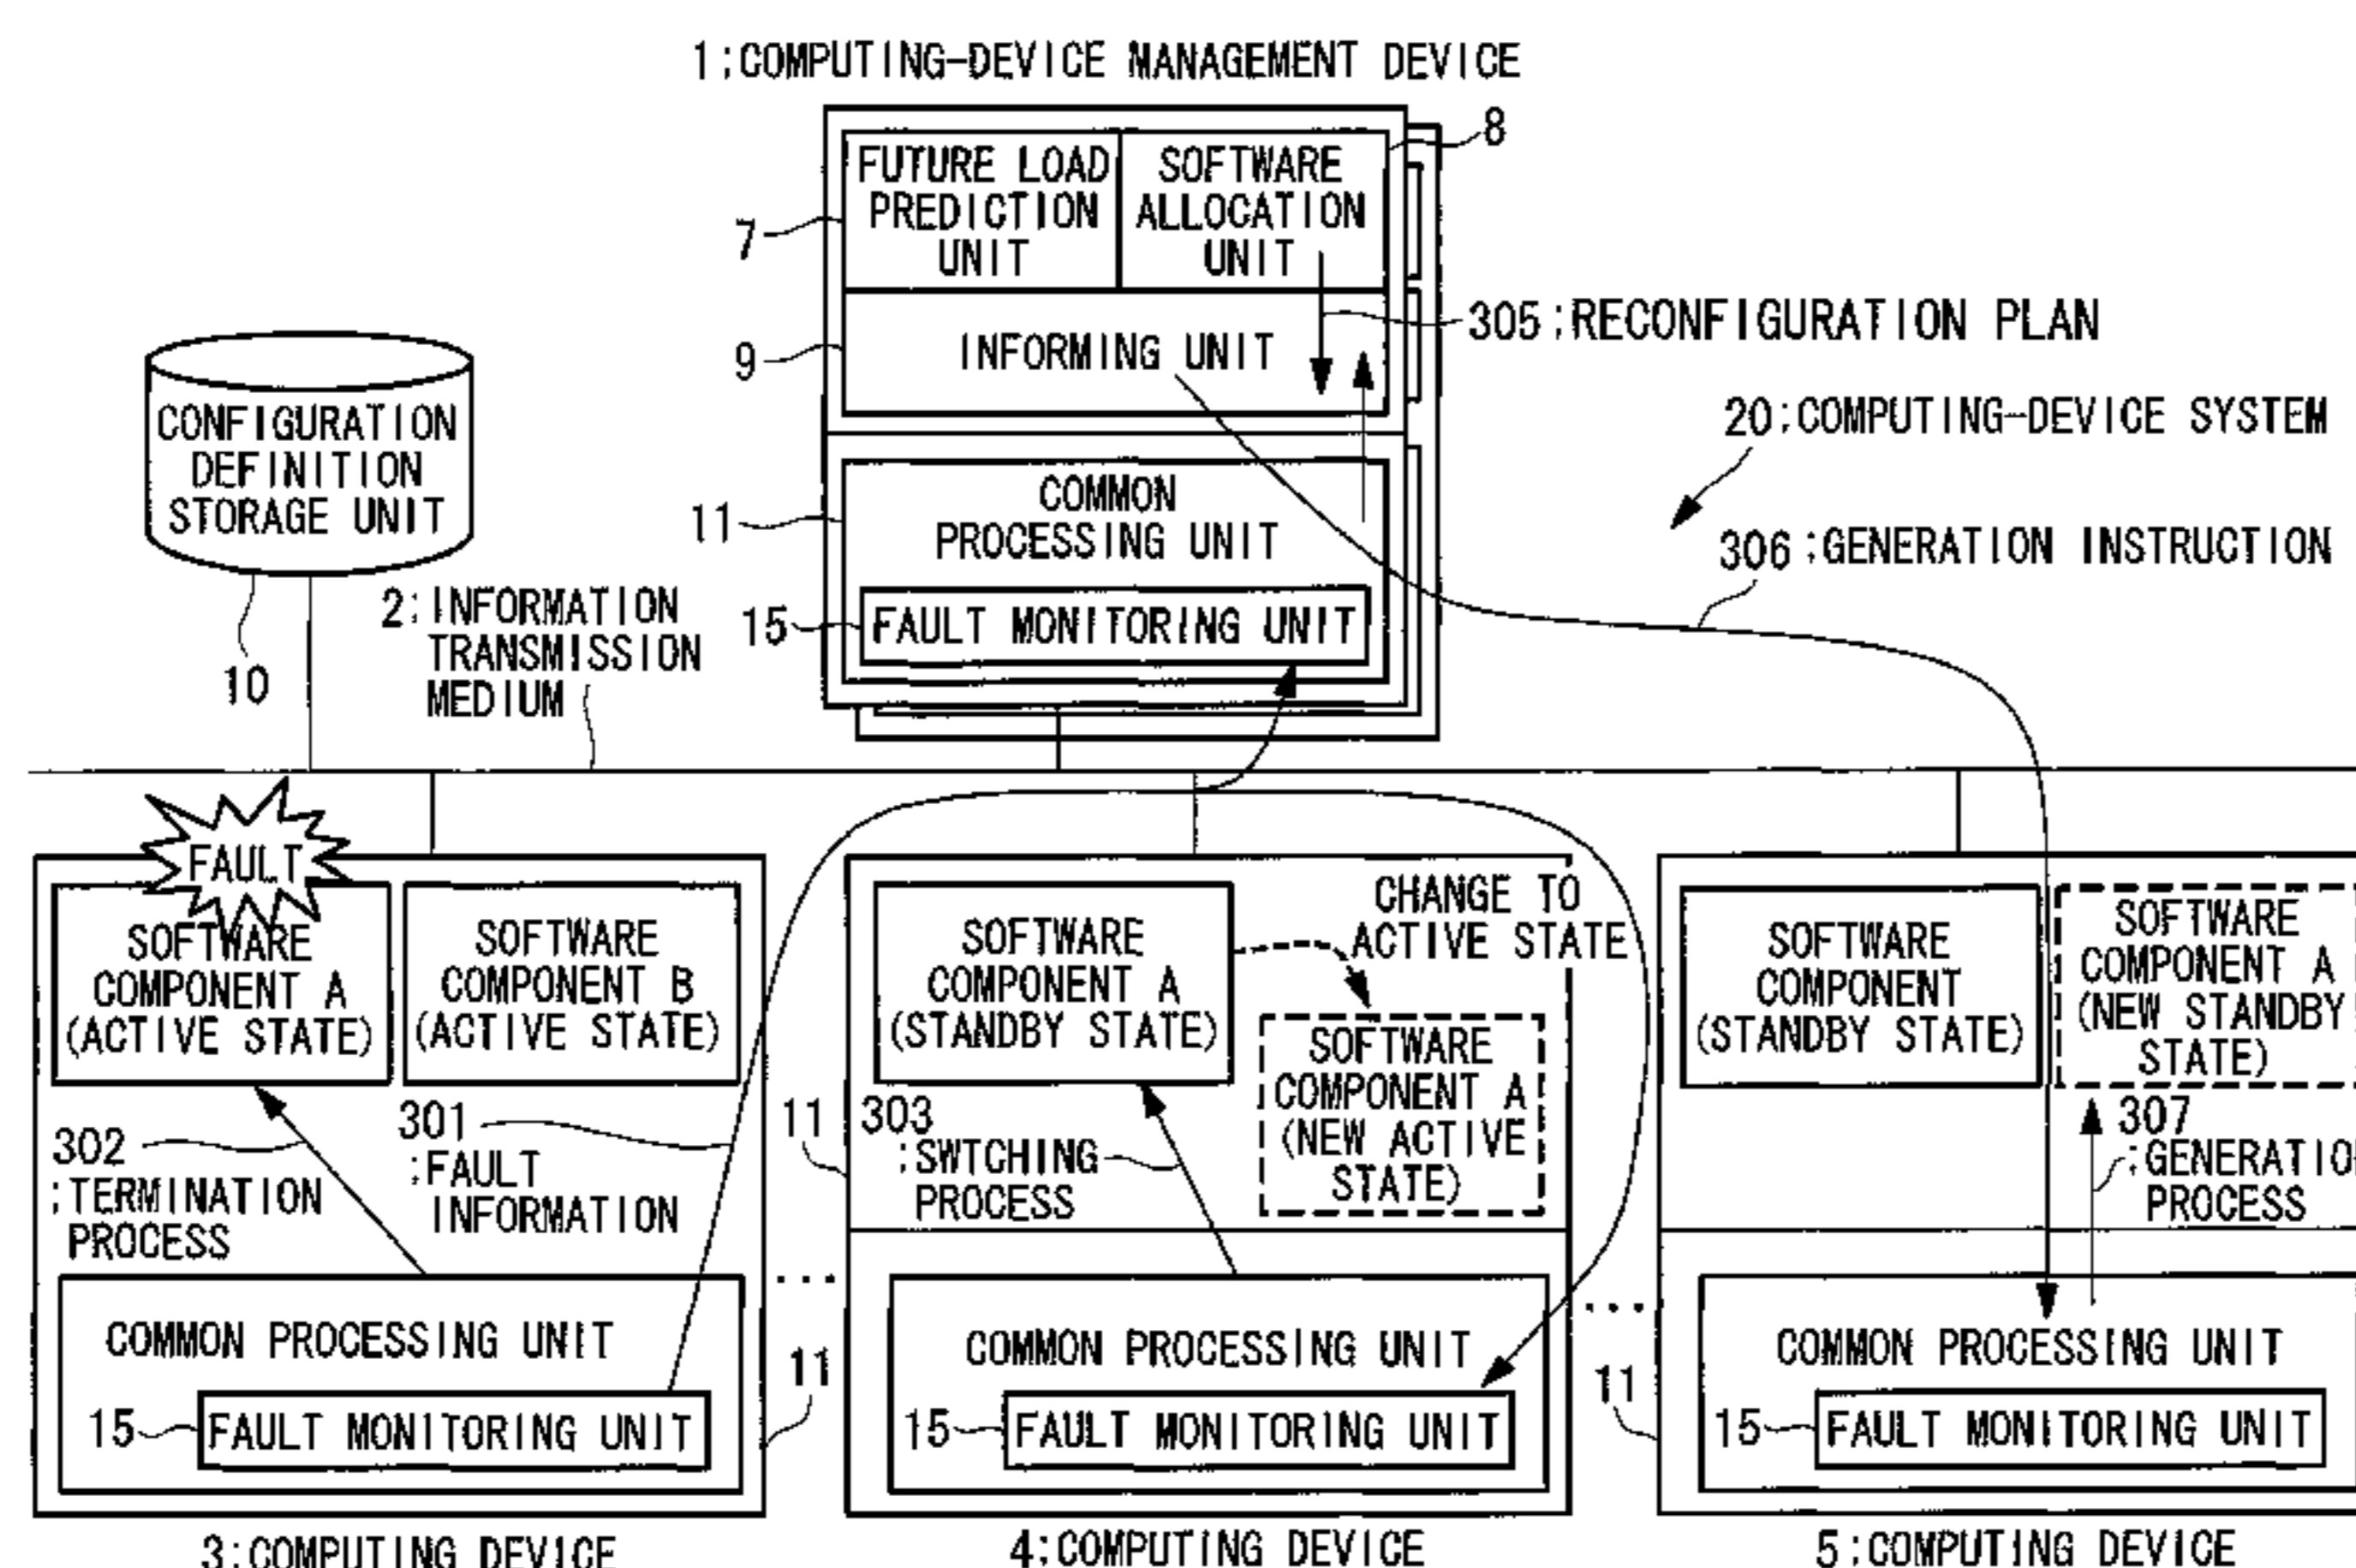 1;COMPUTING-DEVICE MANAGEMENT DEVICE
8
FUTURE LOAD
PREDICTION
UNIT
SOFTWARE
ALLOCATION
UNIT
7
305;RECONFIGURATION PLAN
9
INFORMING UNIT
CONFIGURATION
DEFINITION
STORAGE UNIT
20;COMPUTING-DEVICE SYSTEM
11
COMMON
PROCESSING UNIT
306;GENERATION INSTRUCTION
2;INFORMATION
TRANSMISSION
MEDIUM
15
FAULT MONITORING UNIT
10
FAULT
SOFTWARE
COMPONENT A
(ACTIVE STATE)
SOFTWARE
COMPONENT B
(ACTIVE STATE)
SOFTWARE
COMPONENT A
(STANDBY STATE)
CHANGE TO
ACTIVE STATE
SOFTWARE
COMPONENT A
(NEW ACTIVE
STATE)
SOFTWARE
COMPONENT
(STANDBY STATE)
SOFTWARE
COMPONENT A
(NEW STANDBY
STATE)
302
;TERMINATION
PROCESS
301
;FAULT
INFORMATION
11
303
;SWTCHING
PROCESS
307
;GENERATIO
PROCESS
COMMON PROCESSING UNIT
15
FAULT MONITORING UNIT
11
...
COMMON PROCESSING UNIT
15
FAULT MONITORING UNIT
...
11
COMMON PROCESSING UNIT
15
FAULT MONITORING UNIT
3;COMPUTING DEVICE
4;COMPUTING DEVICE
5;COMPUTING DEVICE